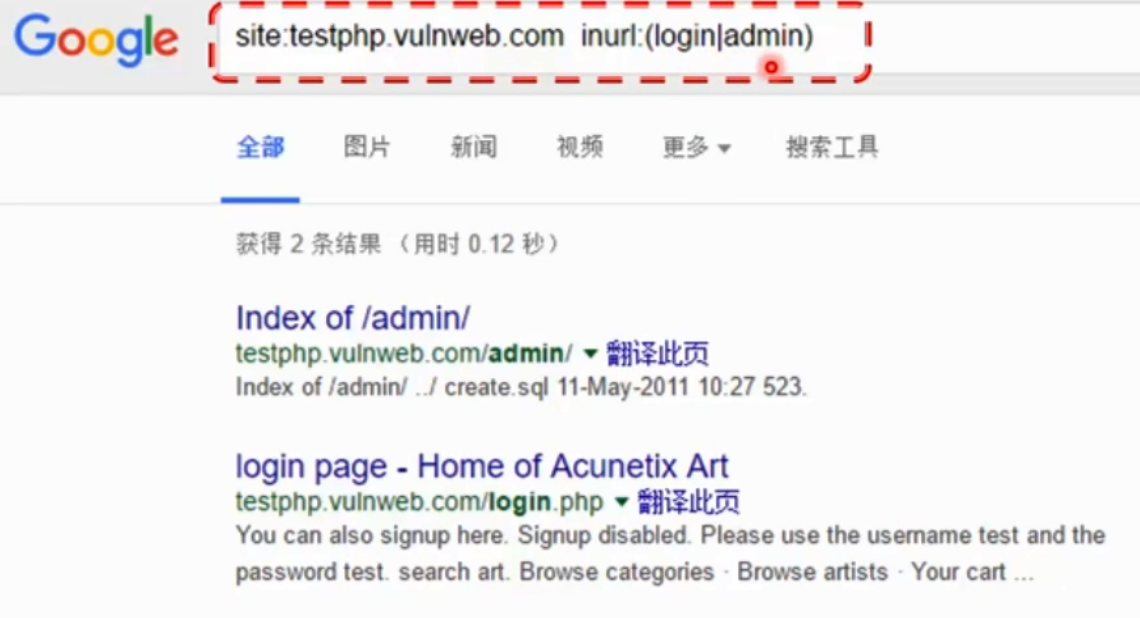 Google
site:testphp.vulnweb.com inurl:(login|admin)
全部 图片 新闻 视频 更多 搜索工具
获得 2 条结果 （用时 0.12 秒）
Index of /admin/
testphp.vulnweb.com/admin/ 翻译此页
Index of /admin/ ../ create.sql 11-May-2011 10:27 523.
login page - Home of Acunetix Art
testphp.vulnweb.com/login.php 翻译此页
You can also signup here. Signup disabled. Please use the username test and the
password test. search art. Browse categories · Browse artists · Your cart ...